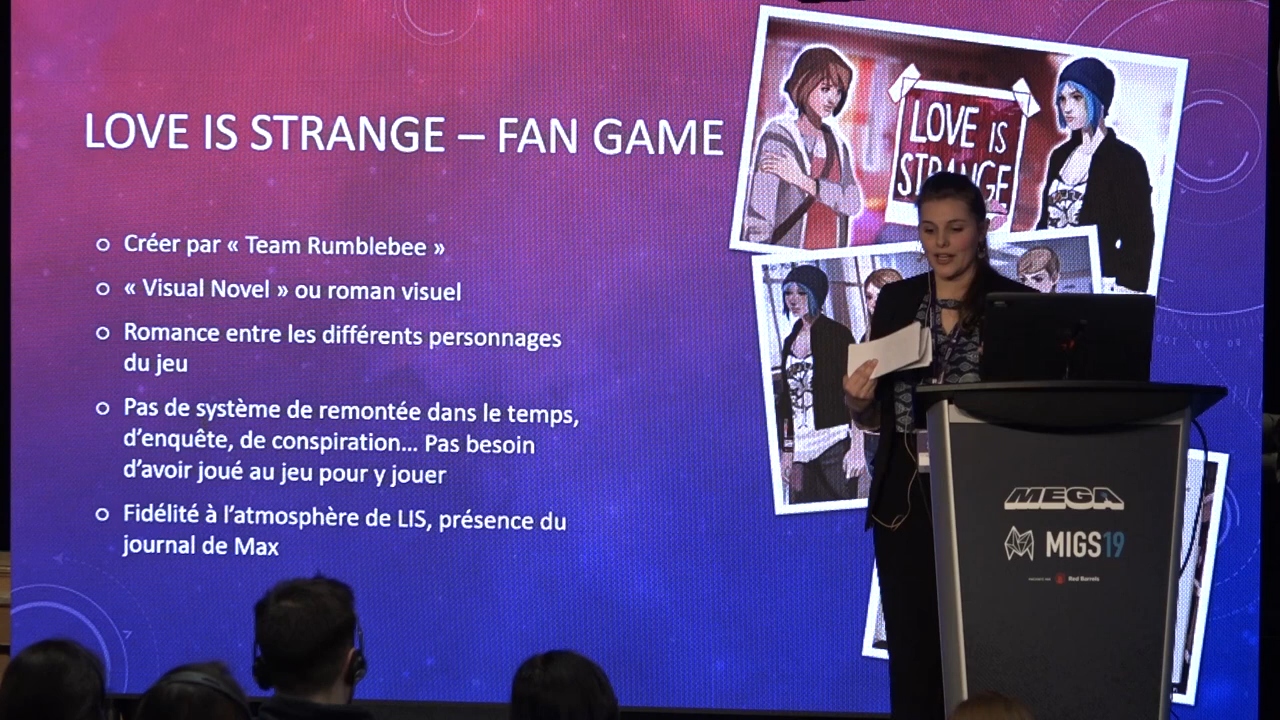 LOVE IS STRANGE – FAN GAME
Créer par « Team Rumblebee »
« Visual Novel » ou roman visuel
Romance entre les différents personnages
du jeu
Pas de système de remontée dans le temps,
d'enquête, de conspiration... Pas besoin
d'avoir joué au jeu pour y jouer
Fidélité à l'atmosphère de LIS, présence du
journal de Max
LOVE IS
STRANGE
MEGA
MIGS19
Red Barrels